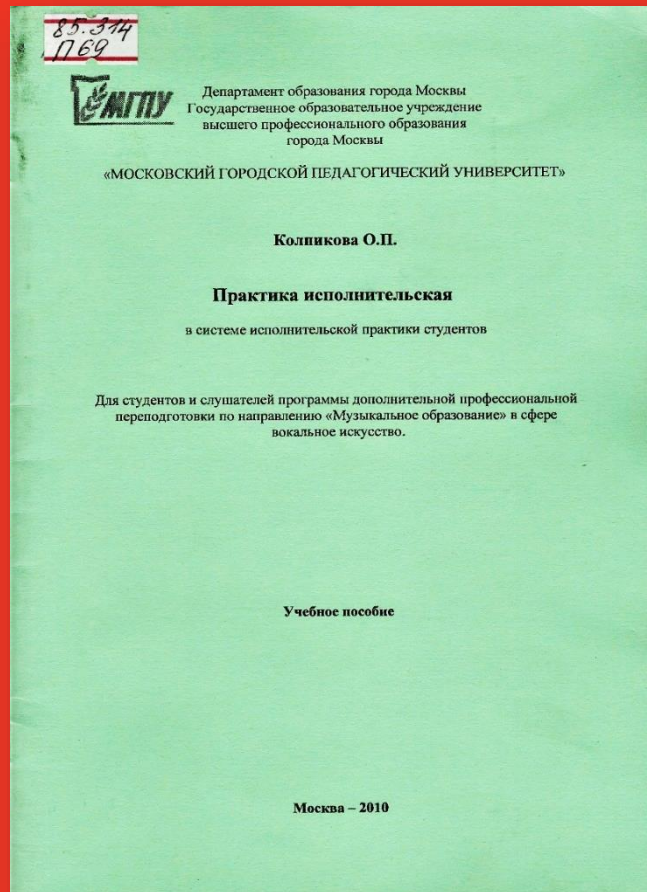 85.314
П69
МГПУ
Департамент образования города Москвы
Государственное образовательное учреждение
высшего профессионального образования
города Москвы
«МОСКОВСКИЙ ГОРОДСКОЙ ПЕДАГОГИЧЕСКИЙ УНИВЕРСИТЕТ»
Колпикова О.П.
Практика исполнительская
в системе исполнительской практики студентов
Для студентов и слушателей программы дополнительной профессиональной
переподготовки по направлению «Музыкальное образование» в сфере
вокальное искусство.
Учебное пособие
Москва – 2010